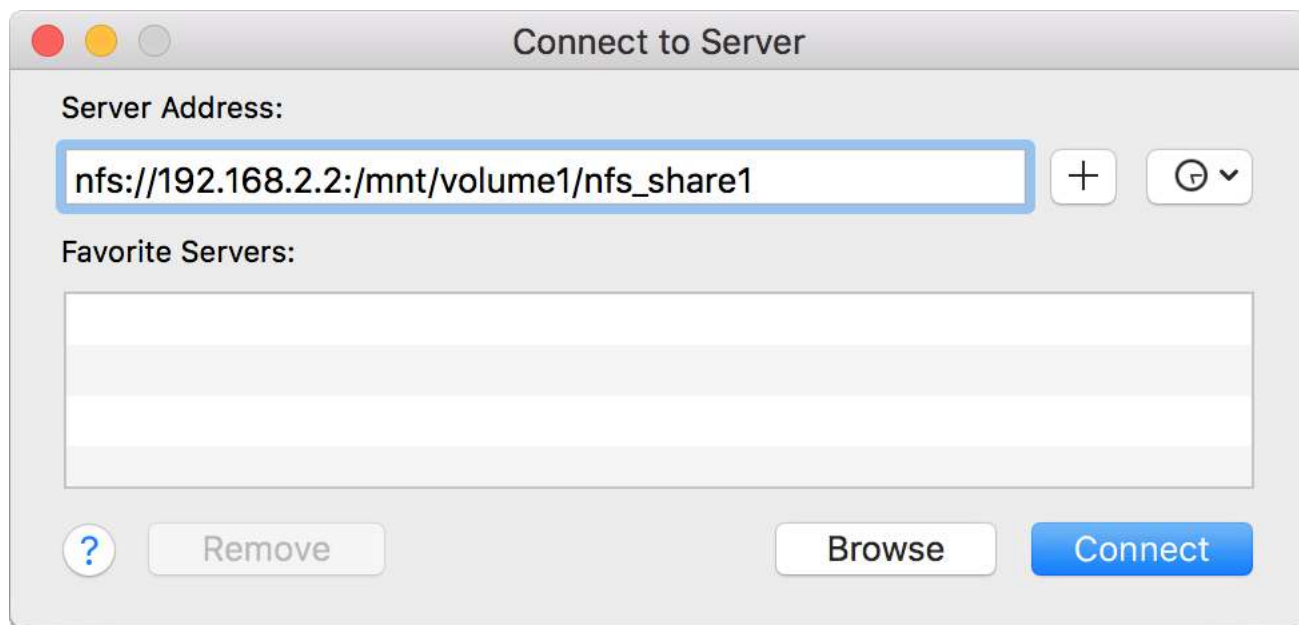 Connect to Server
Server Address:
nfs://192.168.2.2:/mnt/volume1/nfs_share1
+
Favorite Servers:
?
Remove
Browse
Connect